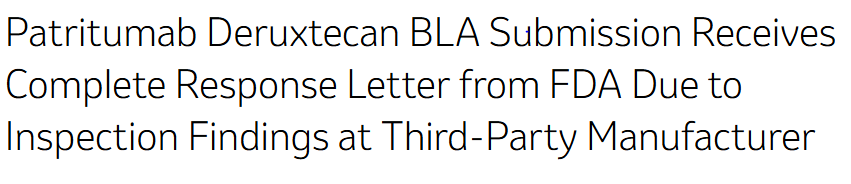 Patritumab Deruxtecan BLA Submission Receives
Complete Response Letter from FDA Due to
Inspection Findings at Third-Party Manufacturer